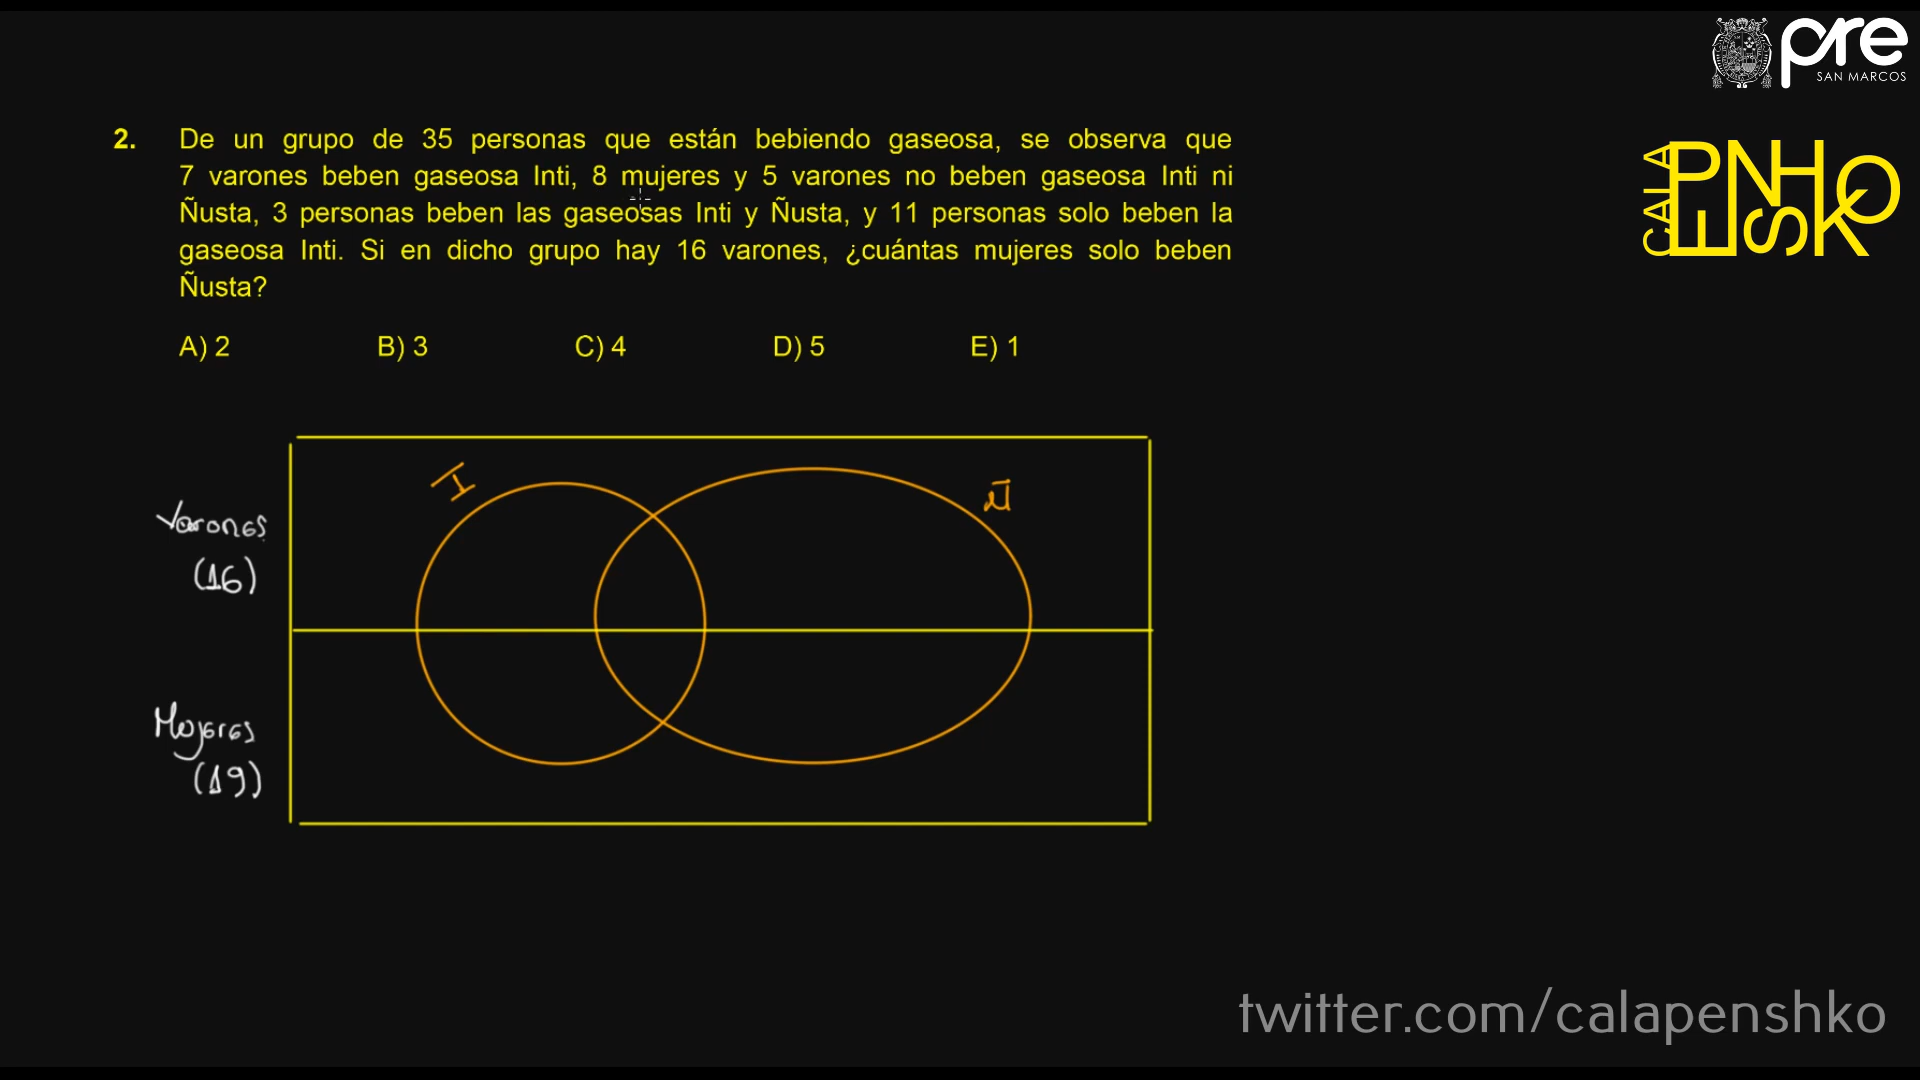 pre
SAN MARCOS
CALA
PENSHKO
2. De un grupo de 35 personas que están bebiendo gaseosa, se observa que
7 varones beben gaseosa Inti, 8 mujeres y 5 varones no beben gaseosa Inti ni
Ñusta, 3 personas beben las gaseosas Inti y Ñusta, y 11 personas solo beben la
gaseosa Inti. Si en dicho grupo hay 16 varones, ¿cuántas mujeres solo beben
Ñusta?
A) 2 B) 3 C) 4 D) 5 E) 1
I Ñ
Varones
(16)
Mujeres
(19)
twitter.com/calapenshko